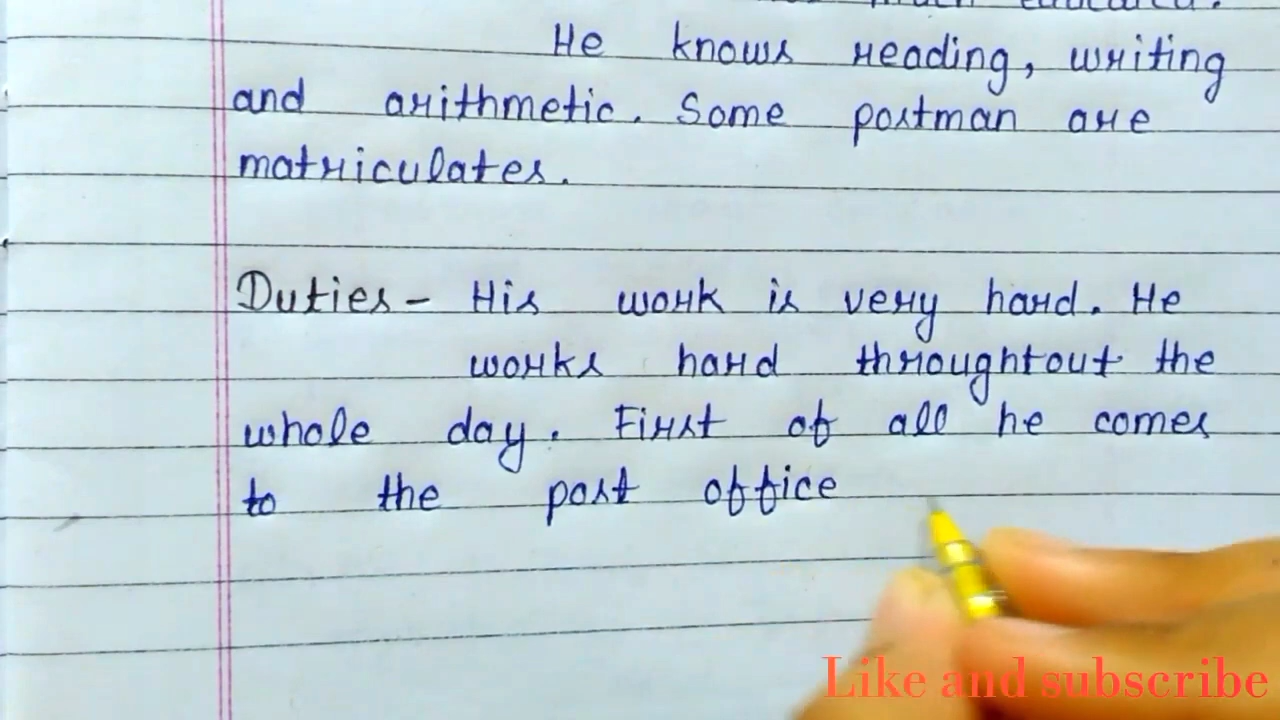 educated.
He knows reading, writing
and arithmetic. Some postman are
matriculates.
Duties - His work is very hard. He
works hard throughtout the
whole day. First of all he comes
to the post office
Like and subscribe